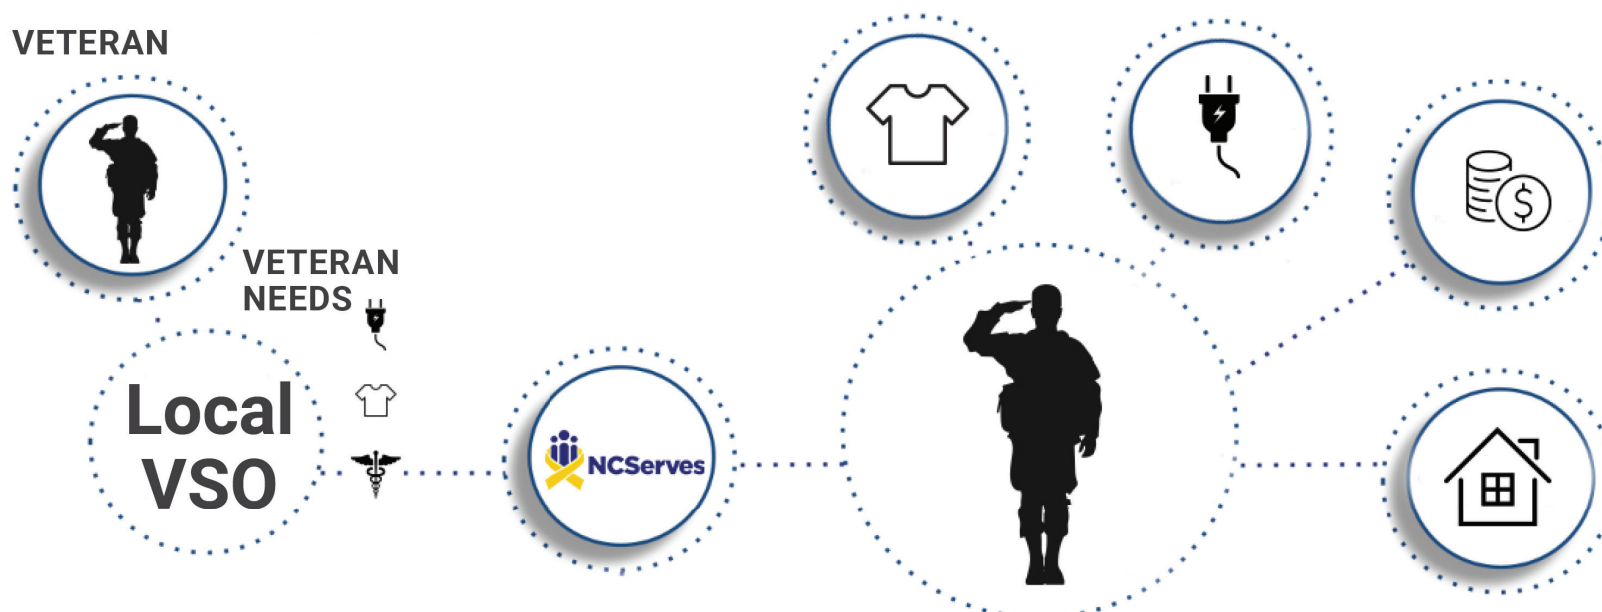 VETERAN
VETERAN
NEEDS
Local
VSO
NCServes
$